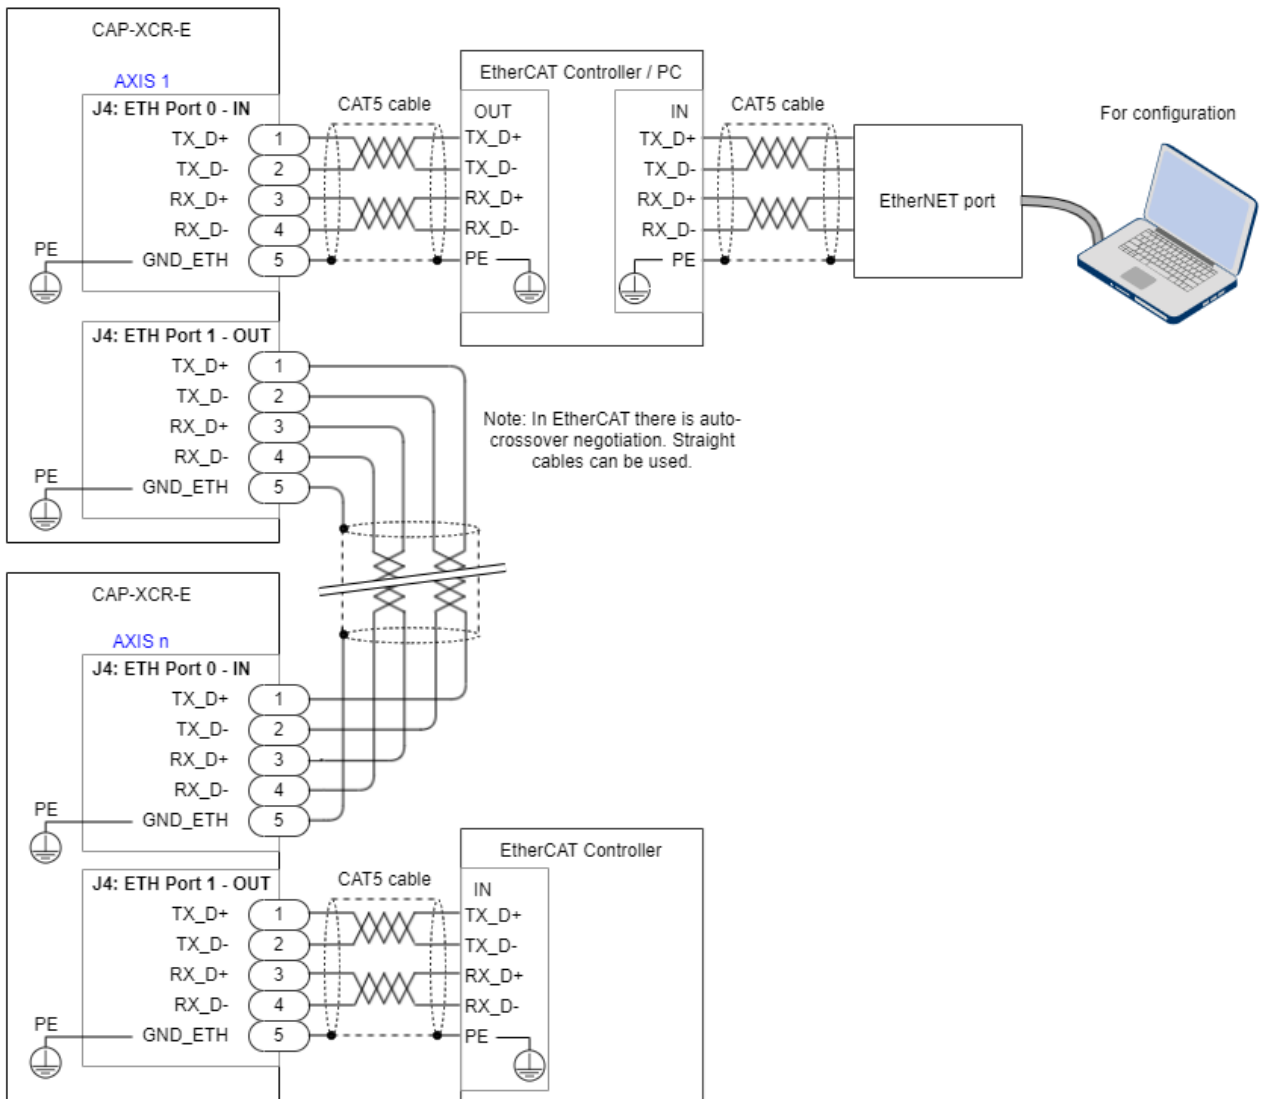 CAP-XCR-E
AXIS 1
J4: ETH Port 0 - IN
TX_D+ 1
TX_D- 2
RX_D+ 3
RX_D- 4
GND_ETH 5
PE
CAT5 cable
EtherCAT Controller / PC
OUT
TX_D+
TX_D-
RX_D+
RX_D-
PE
IN
TX_D+
TX_D-
RX_D+
RX_D-
PE
CAT5 cable
EtherNET port
For configuration
J4: ETH Port 1 - OUT
TX_D+ 1
TX_D- 2
RX_D+ 3
RX_D- 4
GND_ETH 5
PE
Note: In EtherCAT there is auto-
crossover negotiation. Straight
cables can be used.
CAP-XCR-E
AXIS n
J4: ETH Port 0 - IN
TX_D+ 1
TX_D- 2
RX_D+ 3
RX_D- 4
GND_ETH 5
PE
J4: ETH Port 1 - OUT
TX_D+ 1
TX_D- 2
RX_D+ 3
RX_D- 4
GND_ETH 5
PE
CAT5 cable
EtherCAT Controller
IN
TX_D+
TX_D-
RX_D+
RX_D-
PE